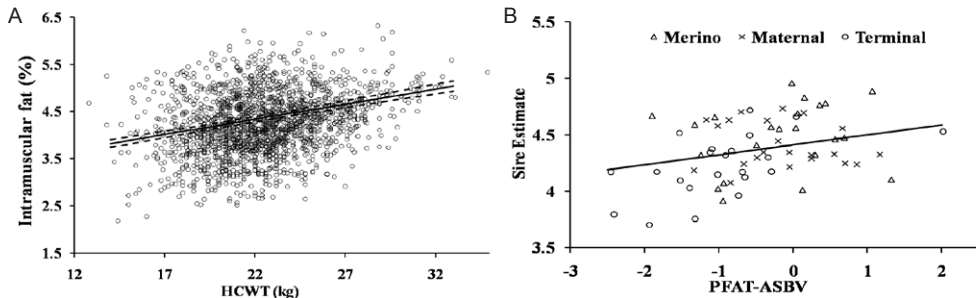 A
Intramuscular fat (%)
6.5
5.5
4.5
3.5
2.5
1.5
12
17
22
27
32
HCWT (kg)
B
Sire Estimate
5.5
5
4.5
4
3.5
Merino
Maternal
Terminal
-3
-2
-1
0
1
2
PFAT-ASBV